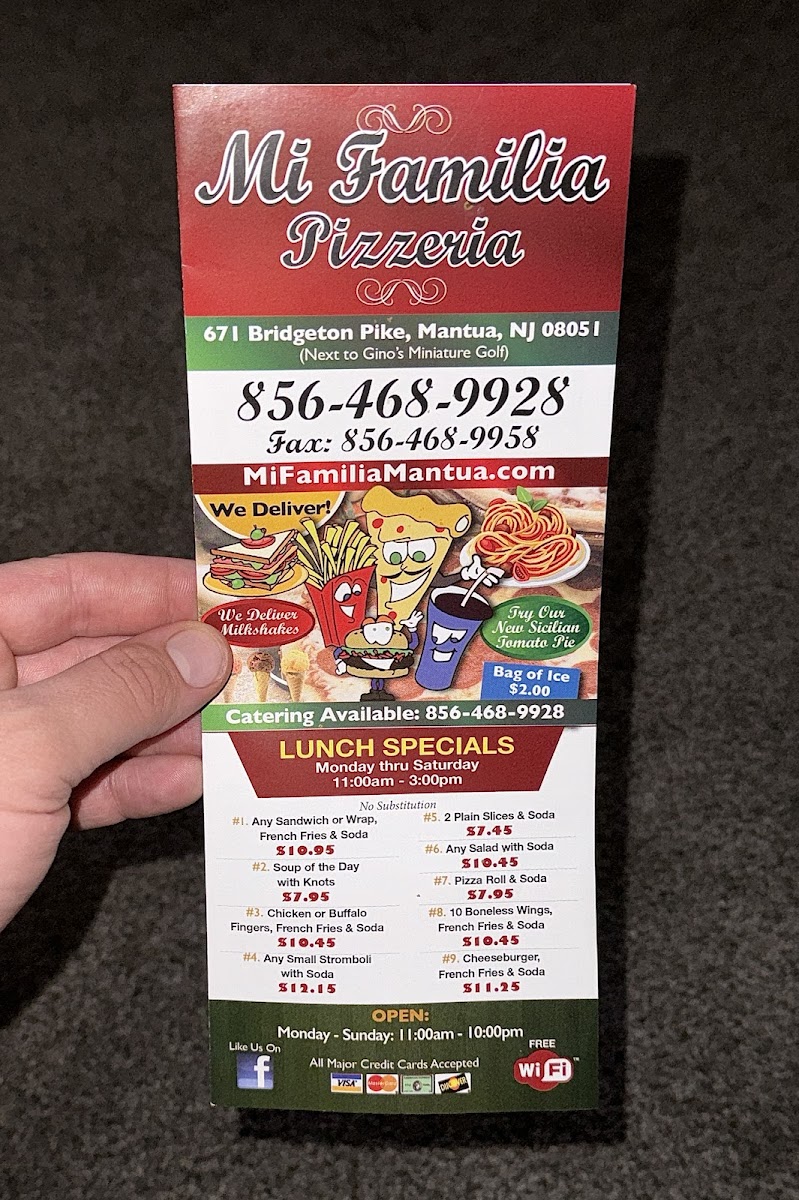 Mi Familia
Pizzeria
671 Bridgeton Pike, Mantua, NJ 08051
(Next to Gino's Miniature Golf)
856-468-9928
Fax: 856-468-9958
MiFamiliaMantua.com
We Deliver!
We Deliver
Milkshakes
Try Our
New Sicilian
Tomato Pie
Bag of Ice
$2.00
Catering Available: 856-468-9928
LUNCH SPECIALS
Monday thru Saturday
11:00am - 3:00pm
No Substitution
#1. Any Sandwich or Wrap,
French Fries & Soda
$10.95
#2. Soup of the Day
with Knots
$7.95
#3. Chicken or Buffalo
Fingers, French Fries & Soda
$10.45
#4. Any Small Stromboli
with Soda
$12.15
#5. 2 Plain Slices & Soda
$7.45
#6. Any Salad with Soda
$10.45
#7. Pizza Roll & Soda
$7.95
#8. 10 Boneless Wings,
French Fries & Soda
$10.45
#9. Cheeseburger,
French Fries & Soda
$11.25
OPEN:
Monday - Sunday: 11:00am - 10:00pm
Like Us On
f
All Major Credit Cards Accepted
VISA
MasterCard
DISCOVER
FREE
WiFi™